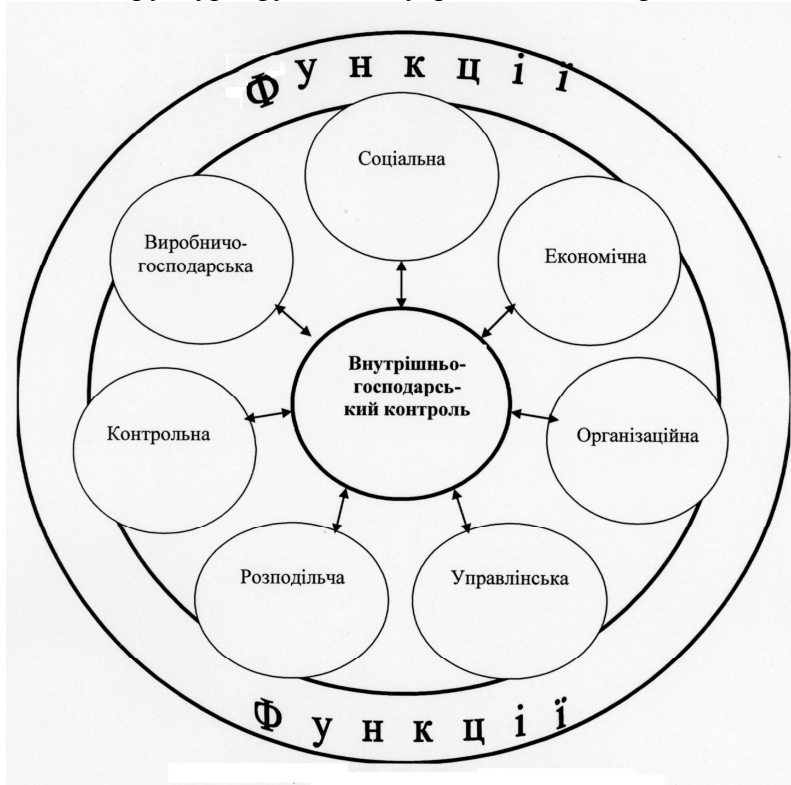 Функції
Соціальна
Виробничо-
господарська
Економічна
Внутрішньо-
господарсь-
кий контроль
Контрольна
Організаційна
Розподільча
Управлінська
Функції